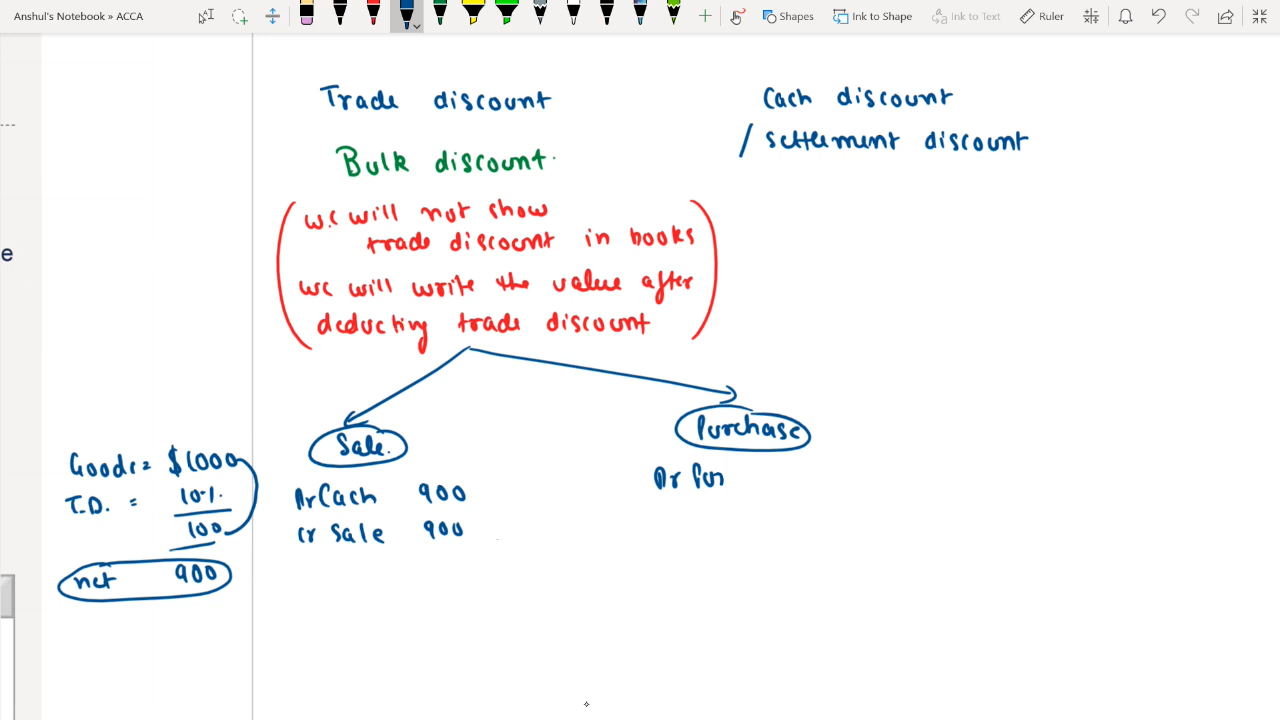 Anshul's Notebook » ACCA
Shapes
Ink to Shape
Ink to Text
Ruler
e
Trade discount
Bulk discount.
Cash discount
/ settlement discount
we will not show
trade discount in books
we will write the value after
deducting trade discount
Sale.
Purchase
Goods = $1000
T.D. = 10%
100
net 900
Dr Cash 900
Cr Sale 900
Dr Pur